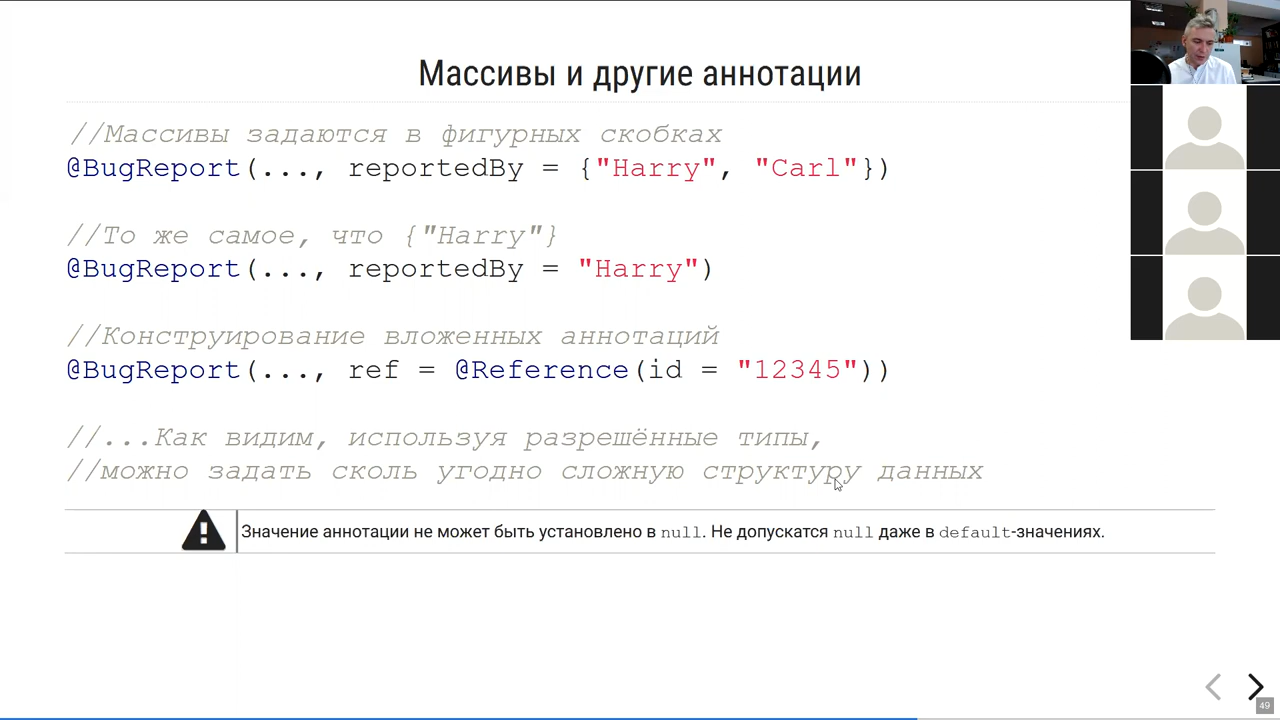 Массивы и другие аннотации
//Массивы задаются в фигурных скобках
@BugReport(..., reportedBy = {"Harry", "Carl"})
//То же самое, что {"Harry"}
@BugReport(..., reportedBy = "Harry")
//Конструирование вложенных аннотаций
@BugReport(..., ref = @Reference(id = "12345"))
//...Как видим, используя разрешённые типы,
//можно задать сколь угодно сложную структуру данных
Значение аннотации не может быть установлено в null. Не допускатся null даже в default-значениях.
49